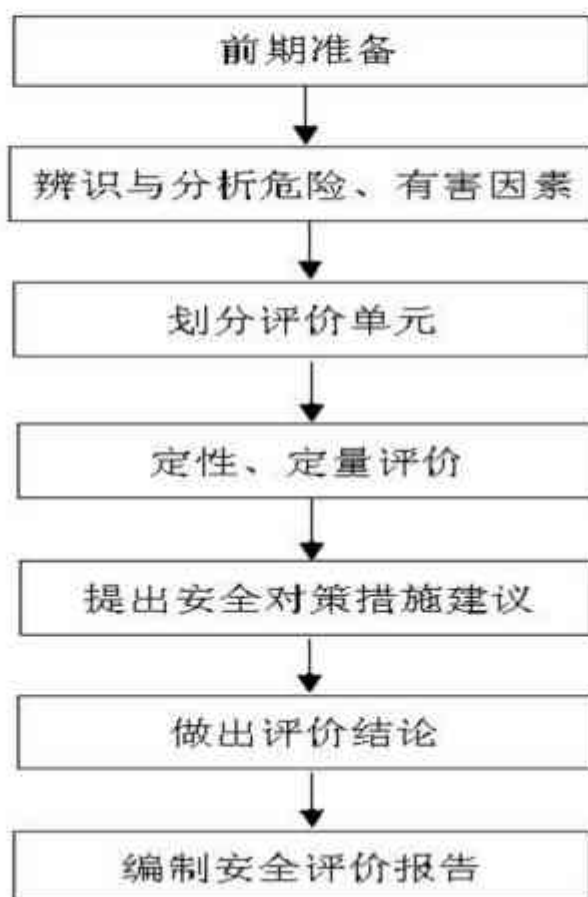 前期准备
辨识与分析危险、有害因素
划分评价单元
定性、定量评价
提出安全对策措施建议
做出评价结论
编制安全评价报告